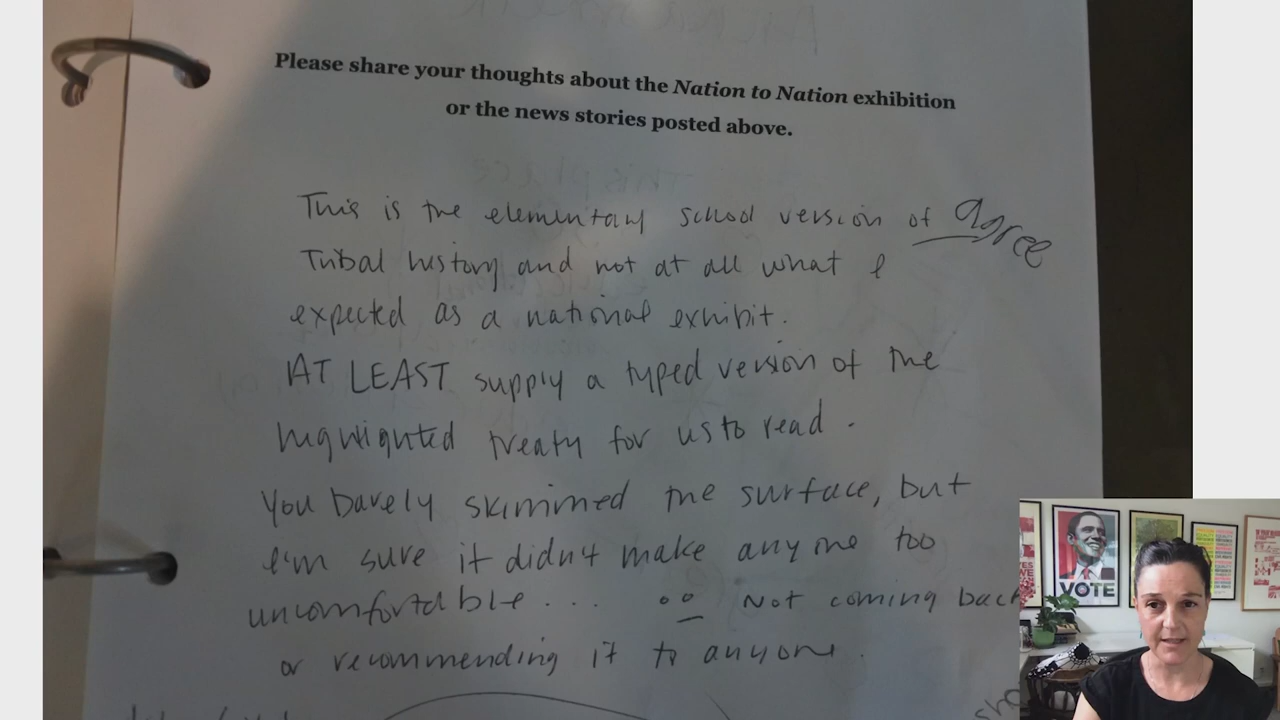 Please share your thoughts about the Nation to Nation exhibition
or the news stories posted above.
This is the elementary school version of agree
Tribal history and not at all what I
expected as a national exhibit.
AT LEAST supply a typed version of the
highlighted treaty for us to read.
You barely skimmed the surface, but
I'm sure it didn't make anyone too
uncomfortable... Not coming back
or recommending it to anyone.
VOTE